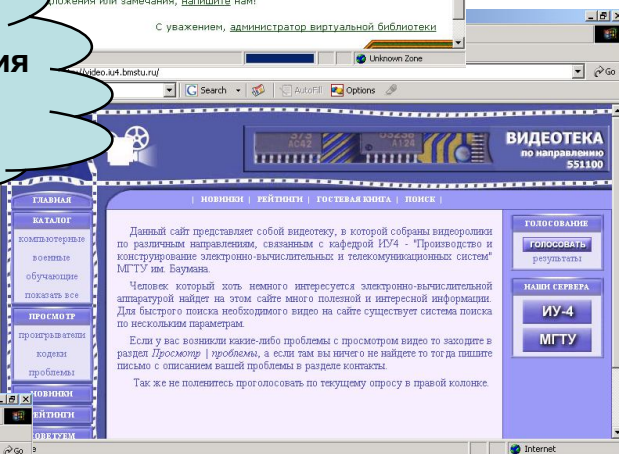 дложения или замечания, напишите нам!
С уважением, администратор виртуальной библиотеки
Unknown Zone
ия
video.iu4.bmstu.ru/
Go
Search
AutoFill
Options
ВИДЕОТЕКА
по направлению
551100
| НОВИНКИ | РЕЙТИНГИ | ГОСТЕВАЯ КНИГА | ПОИСК |
ГЛАВНАЯ
КАТАЛОГ
компьютерные
военные
обучающие
показать все
ПРОСМОТР
проигрыватели
кодеки
проблемы
НОВИНКИ
РЕЙТИНГИ
СОВЕТУЕМ
Данный сайт представляет собой видеотеку, в которой собраны видеоролики
по различным направлениям, связанным с кафедрой ИУ4 - "Производство и
конструирование электронно-вычислительных и телекомуникационных систем"
МГТУ им. Баумана.
Человек который хоть немного интересуется электронно-вычислительной
аппаратурой найдет на этом сайте много полезной и интересной информации.
Для быстрого поиска необходимого видео на сайте существует система поиска
по нескольким параметрам.
Если у вас возникли какие-либо проблемы с просмотром видео то заходите в
раздел Просмотр | проблемы, а если там вы ничего не найдете то тогда пишите
письмо с описанием вашей проблемы в разделе контакты.
Так же не поленитесь проголосовать по текущему опросу в правой колонке.
ГОЛОСОВАНИЕ
ГОЛОСОВАТЬ
результаты
НАШИ СЕРВЕРА
ИУ-4
МГТУ
Go
Internet